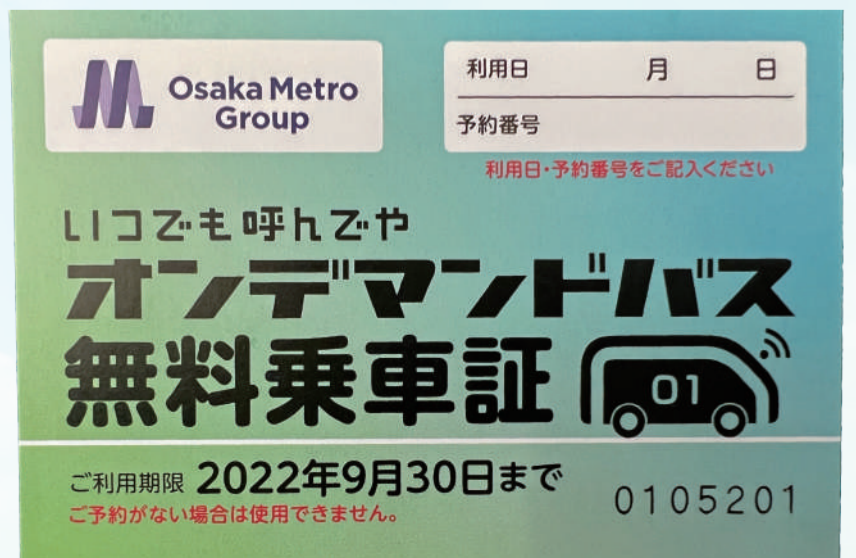 Osaka Metro
Group
利用日 月 日
予約番号
利用日・予約番号をご記入ください
いつでも呼んでや
オンデマンドバス
無料乗車証
01
ご利用期限 2022年9月30日まで
ご予約がない場合は使用できません。
0105201